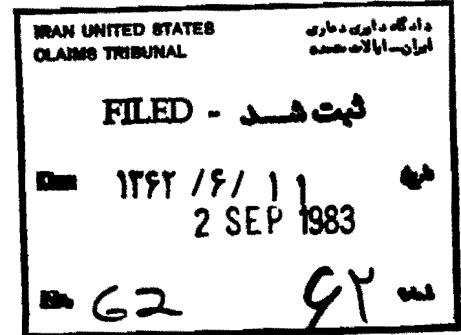 IRAN UNITED STATES دادگاه داوری دعاوی
CLAIMS TRIBUNAL ایران-ایالات متحده
FILED - ثبت شد
Date ۱۳۶۲ /۶/ ۱۱ تاریخ
2 SEP 1983
No. 62 ۶۲ شماره